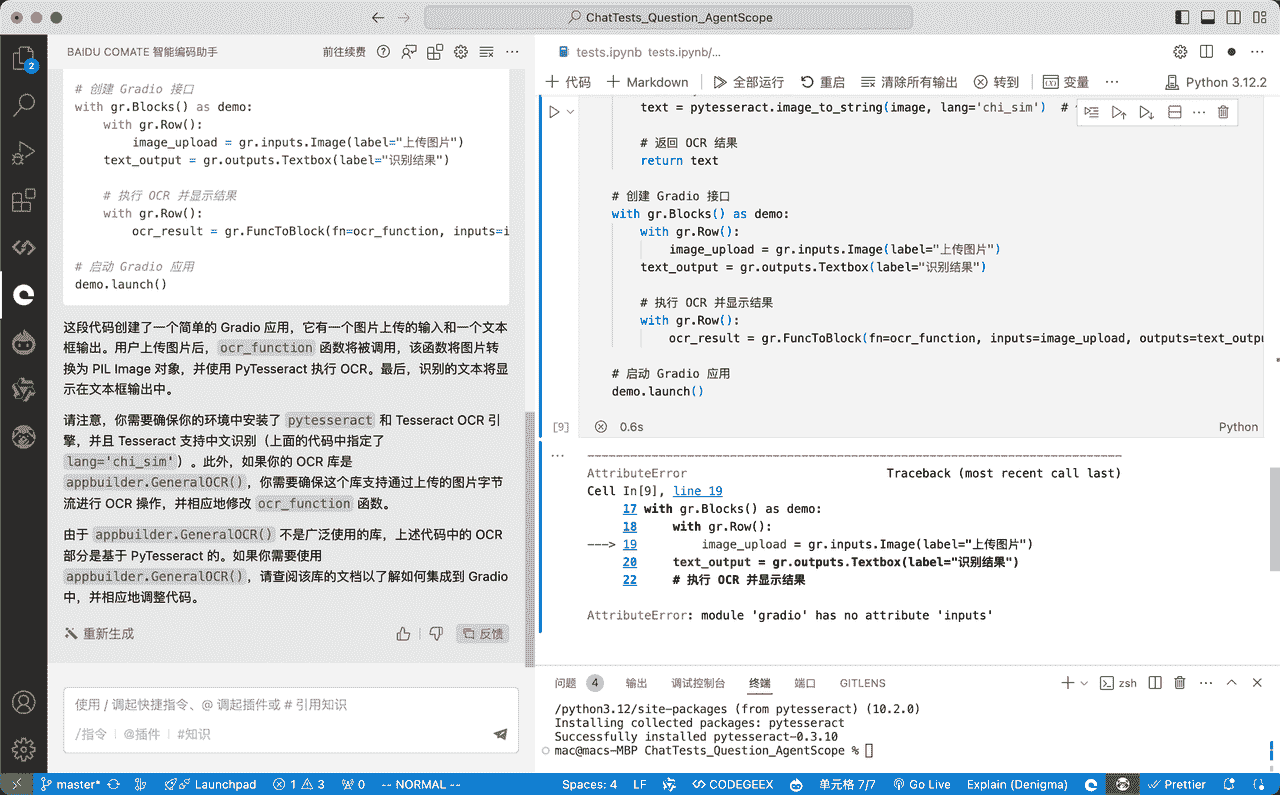 ChatTests_Question_AgentScope
BAIDU COMATE 智能编码助手
前往续费
2
# 创建 Gradio 接口
with gr.Blocks() as demo:
with gr.Row():
image_upload = gr.inputs.Image(label="上传图片")
text_output = gr.outputs.Textbox(label="识别结果")
# 执行 OCR 并显示结果
with gr.Row():
ocr_result = gr.FuncToBlock(fn=ocr_function, inputs=i
# 启动 Gradio 应用
demo.launch()
这段代码创建了一个简单的 Gradio 应用，它有一个图片上传的输入和一个文本
框输出。用户上传图片后， ocr_function 函数将被调用，该函数将图片转
换为 PIL Image 对象，并使用 PyTesseract 执行 OCR。最后，识别的文本将显
示在文本框输出中。
请注意，你需要确保你的环境中安装了 pytesseract 和 Tesseract OCR 引
擎，并且 Tesseract 支持中文识别（上面的代码中指定了
lang='chi_sim'）。此外，如果你的 OCR 库是
appbuilder.GeneralOCR()，你需要确保这个库支持通过上传的图片字节
流进行 OCR 操作，并相应地修改 ocr_function 函数。
由于 appbuilder.GeneralOCR() 不是广泛使用的库，上述代码中的 OCR
部分是基于 PyTesseract 的。如果你需要使用
appbuilder.GeneralOCR()，请查阅该库的文档以了解如何集成到 Gradio
中，并相应地调整代码。
重新生成
反馈
使用 / 调起快捷指令、@ 调起插件或 # 引用知识
/指令 | @插件 | #知识
tests.ipynb tests.ipynb/...
代码 Markdown 全部运行 重启 清除所有输出 转到 变量 ... Python 3.12.2
text = pytesseract.image_to_string(image, lang='chi_sim') #
# 返回 OCR 结果
return text
# 创建 Gradio 接口
with gr.Blocks() as demo:
with gr.Row():
image_upload = gr.inputs.Image(label="上传图片")
text_output = gr.outputs.Textbox(label="识别结果")
# 执行 OCR 并显示结果
with gr.Row():
ocr_result = gr.FuncToBlock(fn=ocr_function, inputs=image_upload, outputs=text_outpu
# 启动 Gradio 应用
demo.launch()
[9] 0.6s Python
---------------------------------------------------------------------------
AttributeError Traceback (most recent call last)
Cell In[9], line 19
17 with gr.Blocks() as demo:
18 with gr.Row():
---> 19 image_upload = gr.inputs.Image(label="上传图片")
20 text_output = gr.outputs.Textbox(label="识别结果")
22 # 执行 OCR 并显示结果
AttributeError: module 'gradio' has no attribute 'inputs'
问题 4 输出 调试控制台 终端 端口 GITLENS zsh
/python3.12/site-packages (from pytesseract) (10.2.0)
Installing collected packages: pytesseract
Successfully installed pytesseract-0.3.10
mac@macs-MBP ChatTests_Question_AgentScope %
master* Launchpad 1 3 0 -- NORMAL -- Spaces: 4 LF CODEGEEX 单元格 7/7 Go Live Explain (Denigma) Prettier